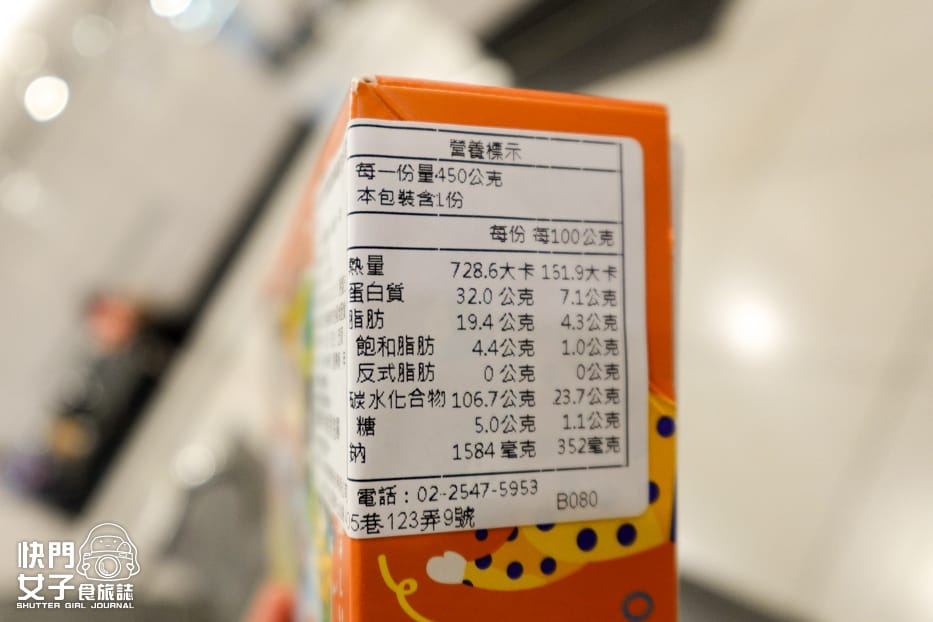 營養標示
每一份量450公克
本包裝含1份
每份 每100公克
熱量 728.6大卡 161.9大卡
蛋白質 32.0 公克 7.1公克
脂肪 19.4 公克 4.3公克
飽和脂肪 4.4公克 1.0公克
反式脂肪 0 公克 0公克
碳水化合物 106.7公克 23.7公克
糖 5.0公克 1.1公克
鈉 1584 毫克 352毫克
電話：02-2547-5953
B080
05巷 123弄9號
快門
女子食旅誌
SHUTTER GIRL JOURNAL